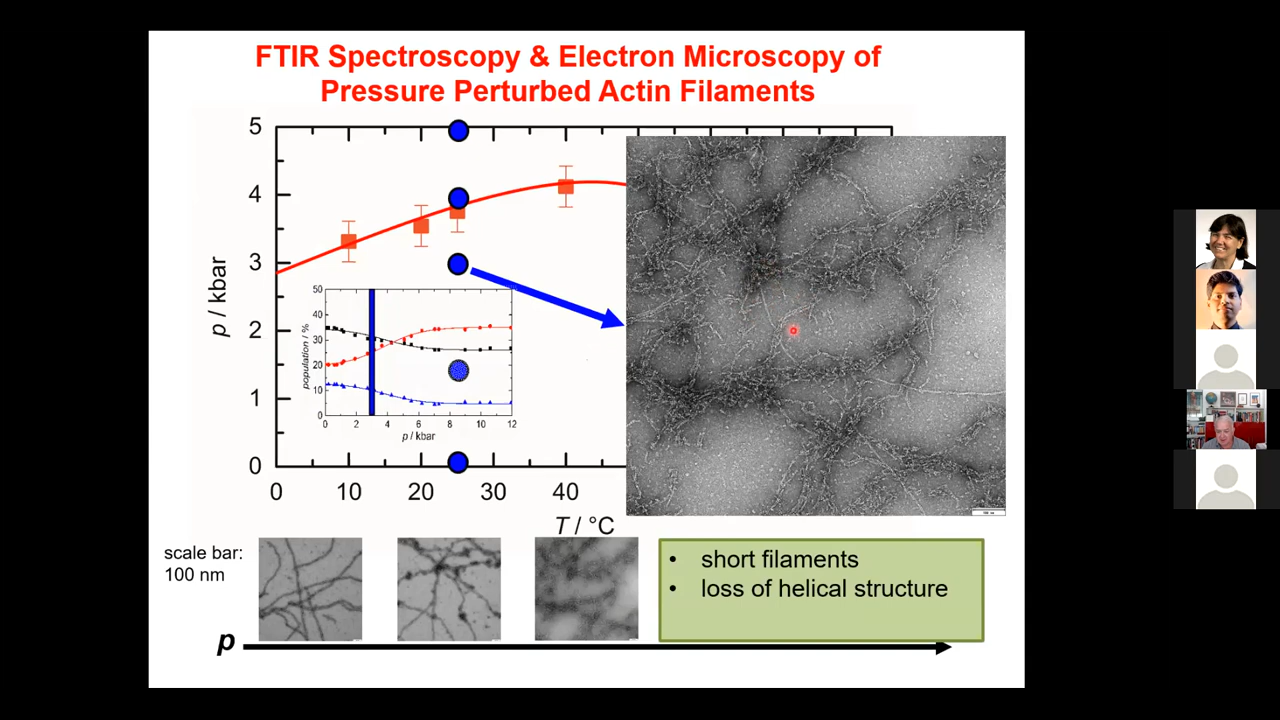 FTIR Spectroscopy & Electron Microscopy of
Pressure Perturbed Actin Filaments
5
4
3
2
1
0
p / kbar
0 10 20 30 40
T / °C
50
40
30
20
10
0
population / %
0 2 4 6 8 10 12
p / kbar
scale bar:
100 nm
• short filaments
• loss of helical structure
p